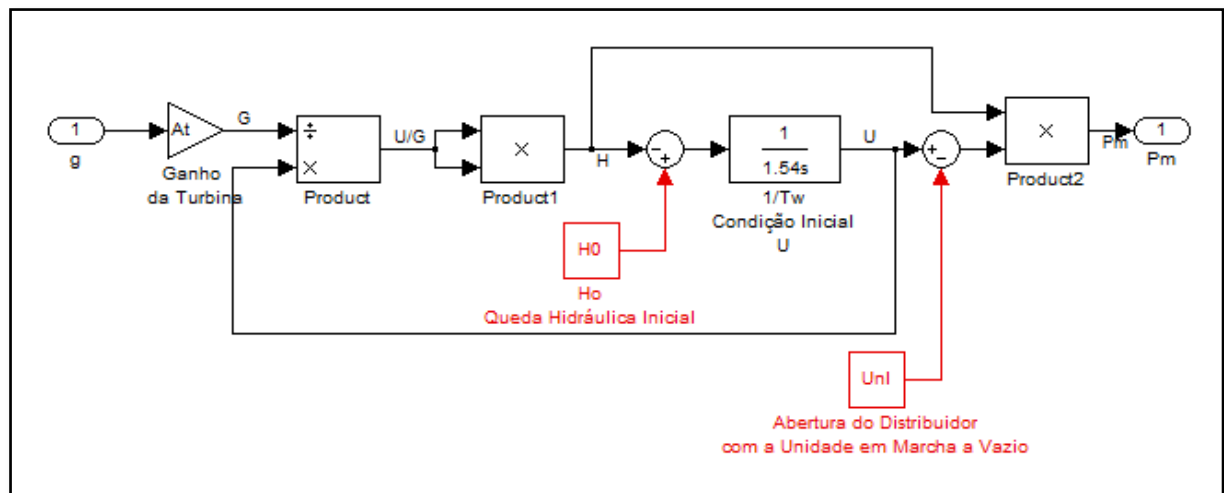 1
g
At
Ganho
da Turbina
G
÷
×
Product
U/G
×
Product1
H
-
+
H0
Ho
Queda Hidráulica Inicial
1
1.54s
1/Tw
Condição Inicial
U
U
+
-
Unl
Abertura do Distribuidor
com a Unidade em Marcha a Vazio
×
Product2
Pm
1
Pm